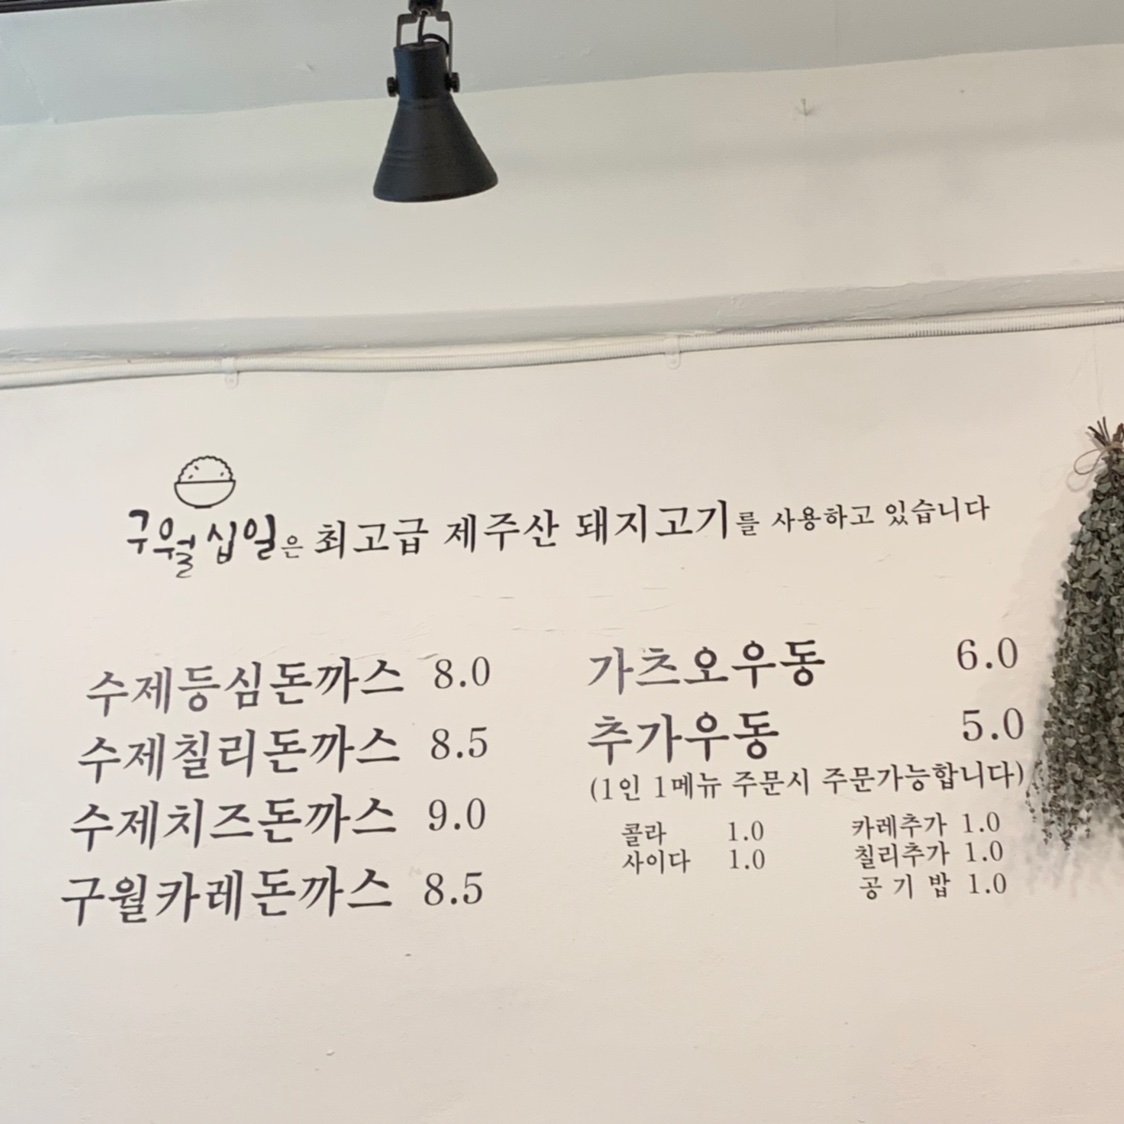 구월십일은 최고급 제주산 돼지고기를 사용하고 있습니다
수제등심돈까스 8.0
수제칠리돈까스 8.5
수제치즈돈까스 9.0
구월카레돈까스 8.5
가츠오우동 6.0
추가우동 5.0
(1인 1메뉴 주문시 주문가능합니다)
콜라 1.0
사이다 1.0
카레추가 1.0
칠리추가 1.0
공기밥 1.0